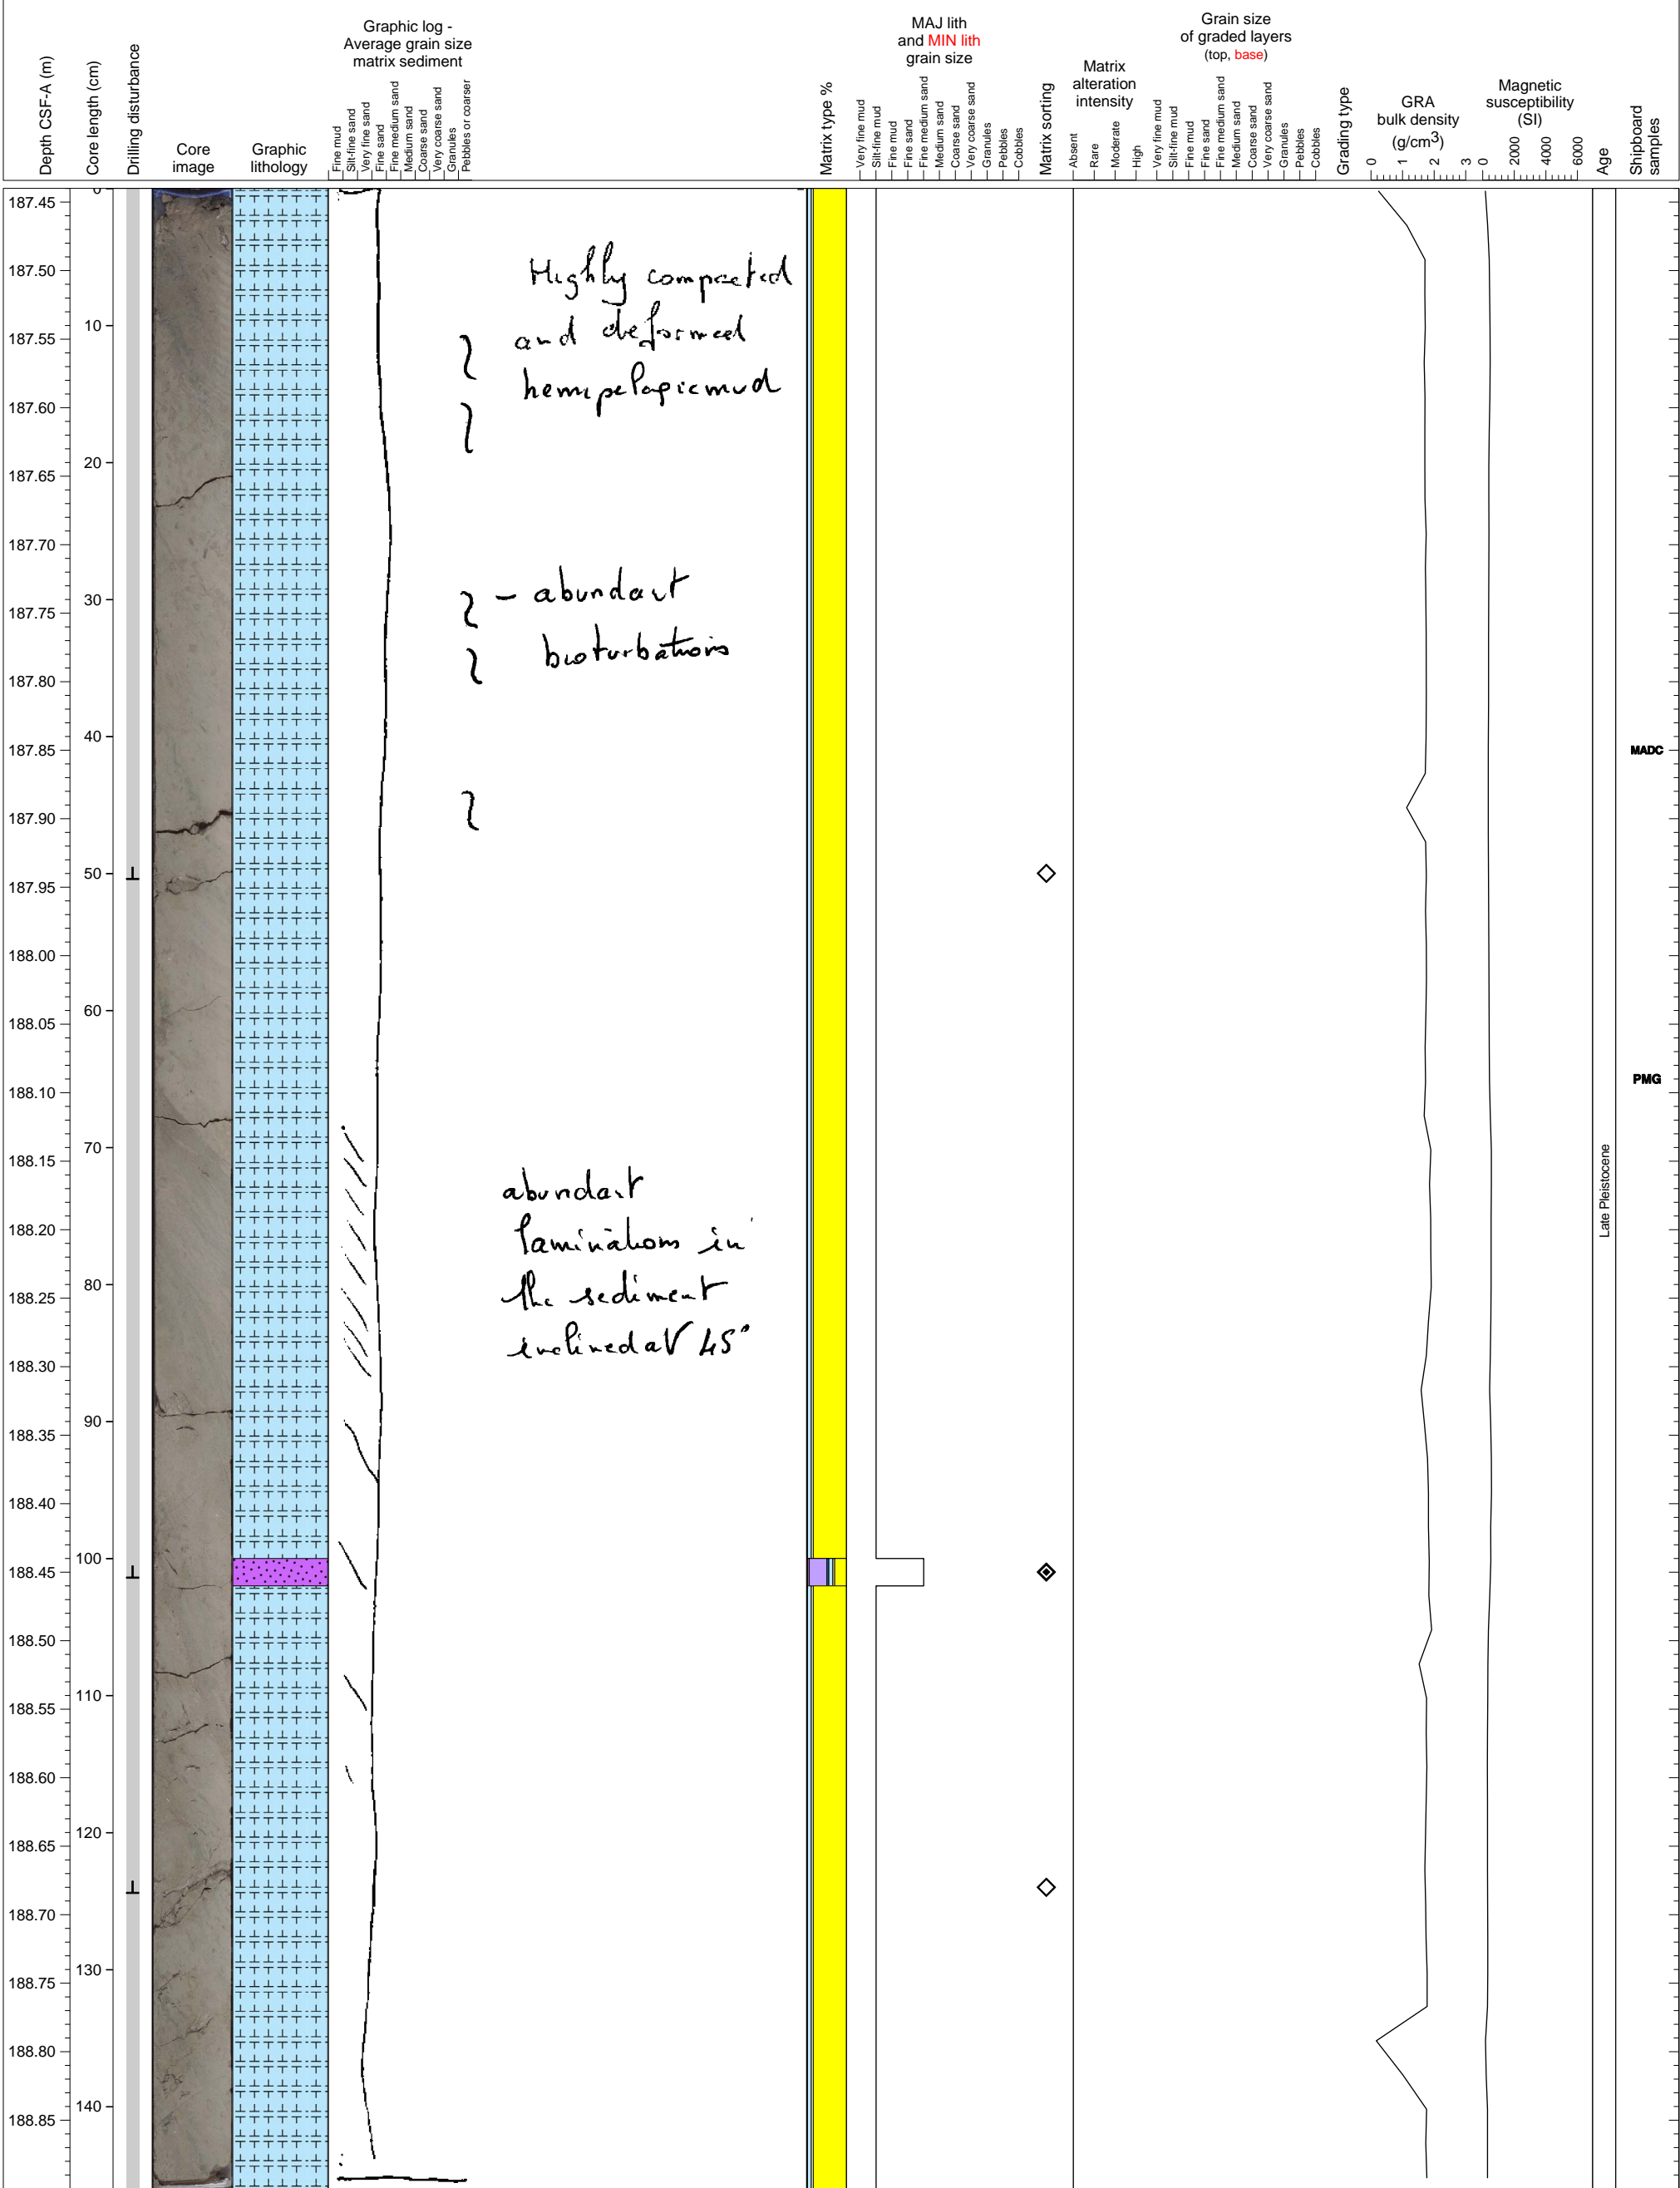 Depth CSF-A (m)
Core length (cm)
Drilling disturbance
Core
image
Graphic
lithology
Graphic log -
Average grain size
matrix sediment
Fine mud
Silt-fine sand
Very fine sand
Fine sand
Fine medium sand
Medium sand
Coarse sand
Very coarse sand
Granules
Pebbles or coarser
Matrix type %
MAJ lith
and MIN lith
grain size
Very fine mud
Silt-fine mud
Fine mud
Fine sand
Fine medium sand
Medium sand
Coarse sand
Very coarse sand
Granules
Pebbles
Cobbles
Matrix sorting
Matrix
alteration
intensity
Absent
Rare
Moderate
High
Grain size
of graded layers
(top, base)
Very fine mud
Silt-fine mud
Fine mud
Fine sand
Fine medium sand
Medium sand
Coarse sand
Very coarse sand
Granules
Pebbles
Cobbles
Grading type
GRA
bulk density
(g/cm3)
0 1 2 3
Magnetic
susceptibility
(SI)
0 2000 4000 6000
Age
Shipboard
samples
0
187.45
187.50
10
187.55
187.60
20
187.65
187.70
30
187.75
187.80
40
187.85
187.90
50
187.95
188.00
60
188.05
188.10
70
188.15
188.20
80
188.25
188.30
90
188.35
188.40
100
188.45
188.50
110
188.55
188.60
120
188.65
188.70
130
188.75
188.80
140
188.85
Highly compacted
and deformed
hemipelagic mud
- abundant
bioturbations
abundant
laminations in
the sediment
inclined at 45°
MADC
PMG
Late Pleistocene